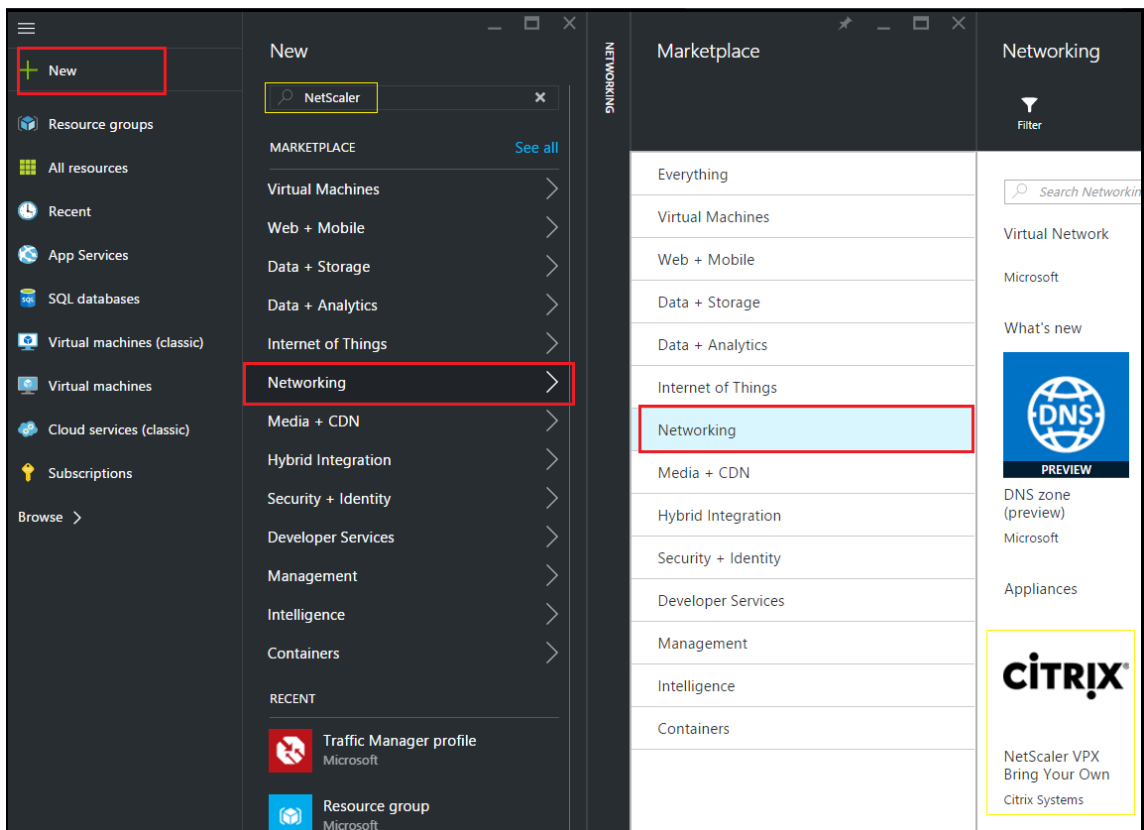 New
Resource groups
All resources
Recent
App Services
SQL
SQL databases
Virtual machines (classic)
Virtual machines
Cloud services (classic)
Subscriptions
Browse
New
NetScaler
MARKETPLACE See all
Virtual Machines
Web + Mobile
Data + Storage
Data + Analytics
Internet of Things
Networking
Media + CDN
Hybrid Integration
Security + Identity
Developer Services
Management
Intelligence
Containers
RECENT
Traffic Manager profile
Microsoft
Resource group
Microsoft
NETWORKING
Marketplace
Everything
Virtual Machines
Web + Mobile
Data + Storage
Data + Analytics
Internet of Things
Networking
Media + CDN
Hybrid Integration
Security + Identity
Developer Services
Management
Intelligence
Containers
Networking
Filter
Search Networkin
Virtual Network
Microsoft
What's new
DNS
PREVIEW
DNS zone
(preview)
Microsoft
Appliances
CİTRIX
NetScaler VPX
Bring Your Own
Citrix Systems